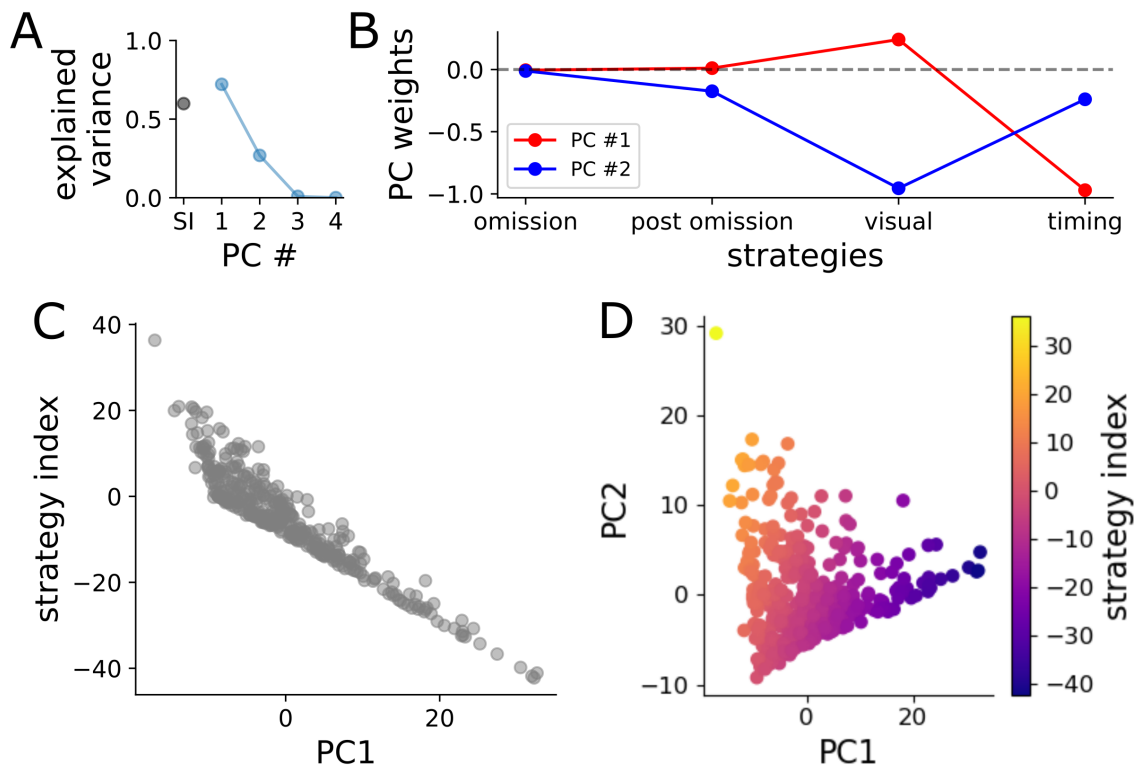 A
explained
variance
1.0
0.5
0.0
SI 1 2 3 4
PC #
B
PC weights
0.0
−0.5
−1.0
PC #1
PC #2
omission post omission visual timing
strategies
C
strategy index
40
20
0
−20
−40
0 20
PC1
D
PC2
30
20
10
0
−10
0 20
PC1
30
20
10
0
−10
−20
−30
−40
strategy index